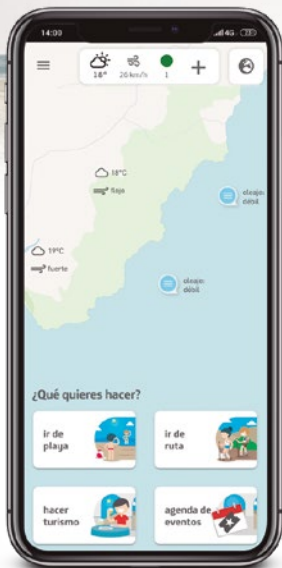 14:00
4G
18°
26 km/h
1
18°C
flojo
oleaje:
débil
19°C
fuerte
oleaje:
débil
¿Qué quieres hacer?
ir de
playa
ir de
ruta
hacer
turismo
agenda de
eventos